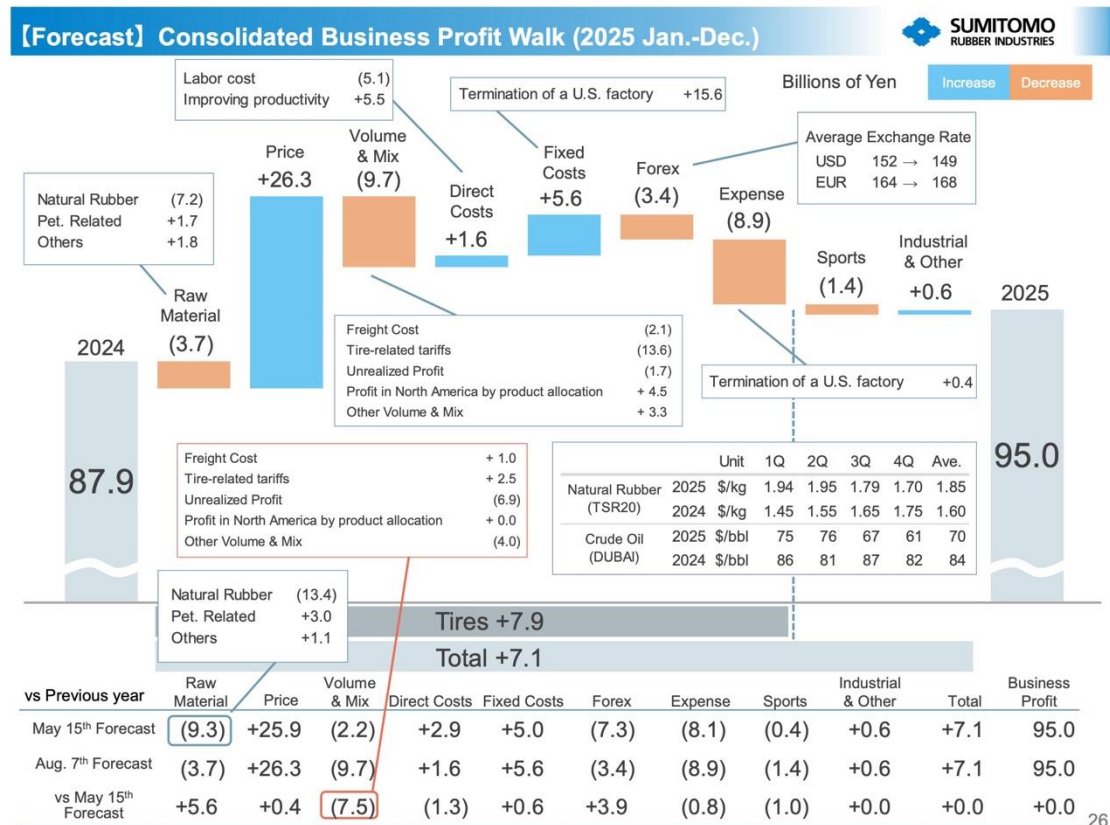 【Forecast】Consolidated Business Profit Walk (2025 Jan.-Dec.)
SUMITOMO
RUBBER INDUSTRIES
Billions of Yen
Increase
Decrease
Labor cost (5.1)
Improving productivity +5.5
Termination of a U.S. factory +15.6
Average Exchange Rate
USD 152 → 149
EUR 164 → 168
Natural Rubber (7.2)
Pet. Related +1.7
Others +1.8
2024
87.9
Raw
Material
(3.7)
Price
+26.3
Volume
& Mix
(9.7)
Direct
Costs
+1.6
Fixed
Costs
+5.6
Forex
(3.4)
Expense
(8.9)
Sports
(1.4)
Industrial
& Other
+0.6
2025
95.0
Freight Cost (2.1)
Tire-related tariffs (13.6)
Unrealized Profit (1.7)
Profit in North America by product allocation + 4.5
Other Volume & Mix + 3.3
Termination of a U.S. factory +0.4
Freight Cost + 1.0
Tire-related tariffs + 2.5
Unrealized Profit (6.9)
Profit in North America by product allocation + 0.0
Other Volume & Mix (4.0)
Unit 1Q 2Q 3Q 4Q Ave.
Natural Rubber (TSR20) 2025 $/kg 1.94 1.95 1.79 1.70 1.85
2024 $/kg 1.45 1.55 1.65 1.75 1.60
Crude Oil (DUBAI) 2025 $/bbl 75 76 67 61 70
2024 $/bbl 86 81 87 82 84
Natural Rubber (13.4)
Pet. Related +3.0
Others +1.1
Tires +7.9
Total +7.1
vs Previous year Raw Material Price Volume & Mix Direct Costs Fixed Costs Forex Expense Sports Industrial & Other Total Business Profit
May 15th Forecast (9.3) +25.9 (2.2) +2.9 +5.0 (7.3) (8.1) (0.4) +0.6 +7.1 95.0
Aug. 7th Forecast (3.7) +26.3 (9.7) +1.6 +5.6 (3.4) (8.9) (1.4) +0.6 +7.1 95.0
vs May 15th Forecast +5.6 +0.4 (7.5) (1.3) +0.6 +3.9 (0.8) (1.0) +0.0 +0.0 +0.0
26